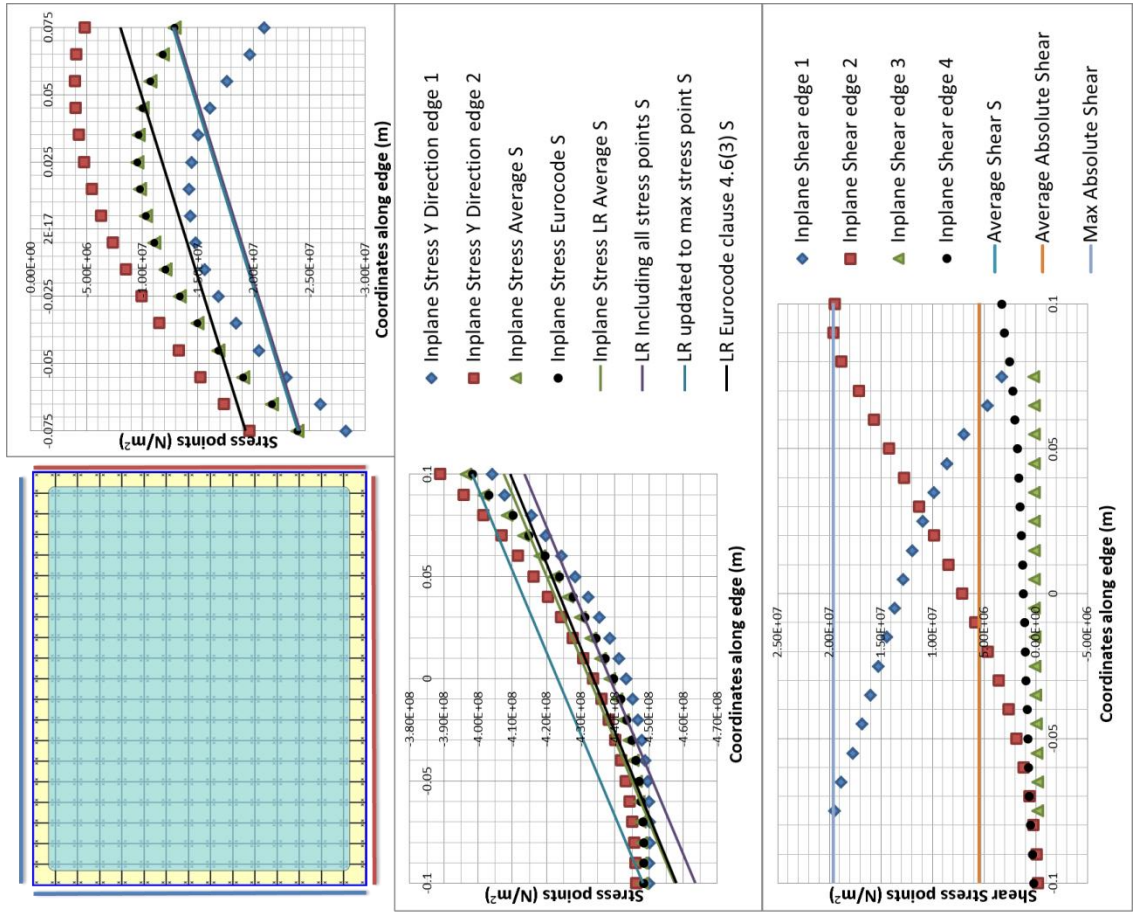 Stress points (N/m²)
0.00E+00
-5.00E+06
-1.00E+07
-1.50E+07
-2.00E+07
-2.50E+07
-3.00E+07
-0.075
-0.05
-0.025
2E-17
0.025
0.05
0.075
Coordinates along edge (m)
Stress points (N/m²)
-3.80E+08
-3.90E+08
-4.00E+08
-4.10E+08
-4.20E+08
-4.30E+08
-4.40E+08
-4.50E+08
-4.60E+08
-4.70E+08
-0.1
-0.05
0
0.05
0.1
Coordinates along edge (m)
Inplane Stress Y Direction edge 1
Inplane Stress Y Direction edge 2
Inplane Stress Average S
Inplane Stress Eurocode S
Inplane Stress LR Average S
LR Including all stress points S
LR updated to max stress point S
LR Eurocode clause 4.6(3) S
Shear Stress points (N/m²)
2.50E+07
2.00E+07
1.50E+07
1.00E+07
5.00E+06
0.00E+00
-5.00E+06
-0.1
-0.05
0
0.05
0.1
Coordinates along edge (m)
Inplane Shear edge 1
Inplane Shear edge 2
Inplane Shear edge 3
Inplane Shear edge 4
Average Shear S
Average Absolute Shear
Max Absolute Shear